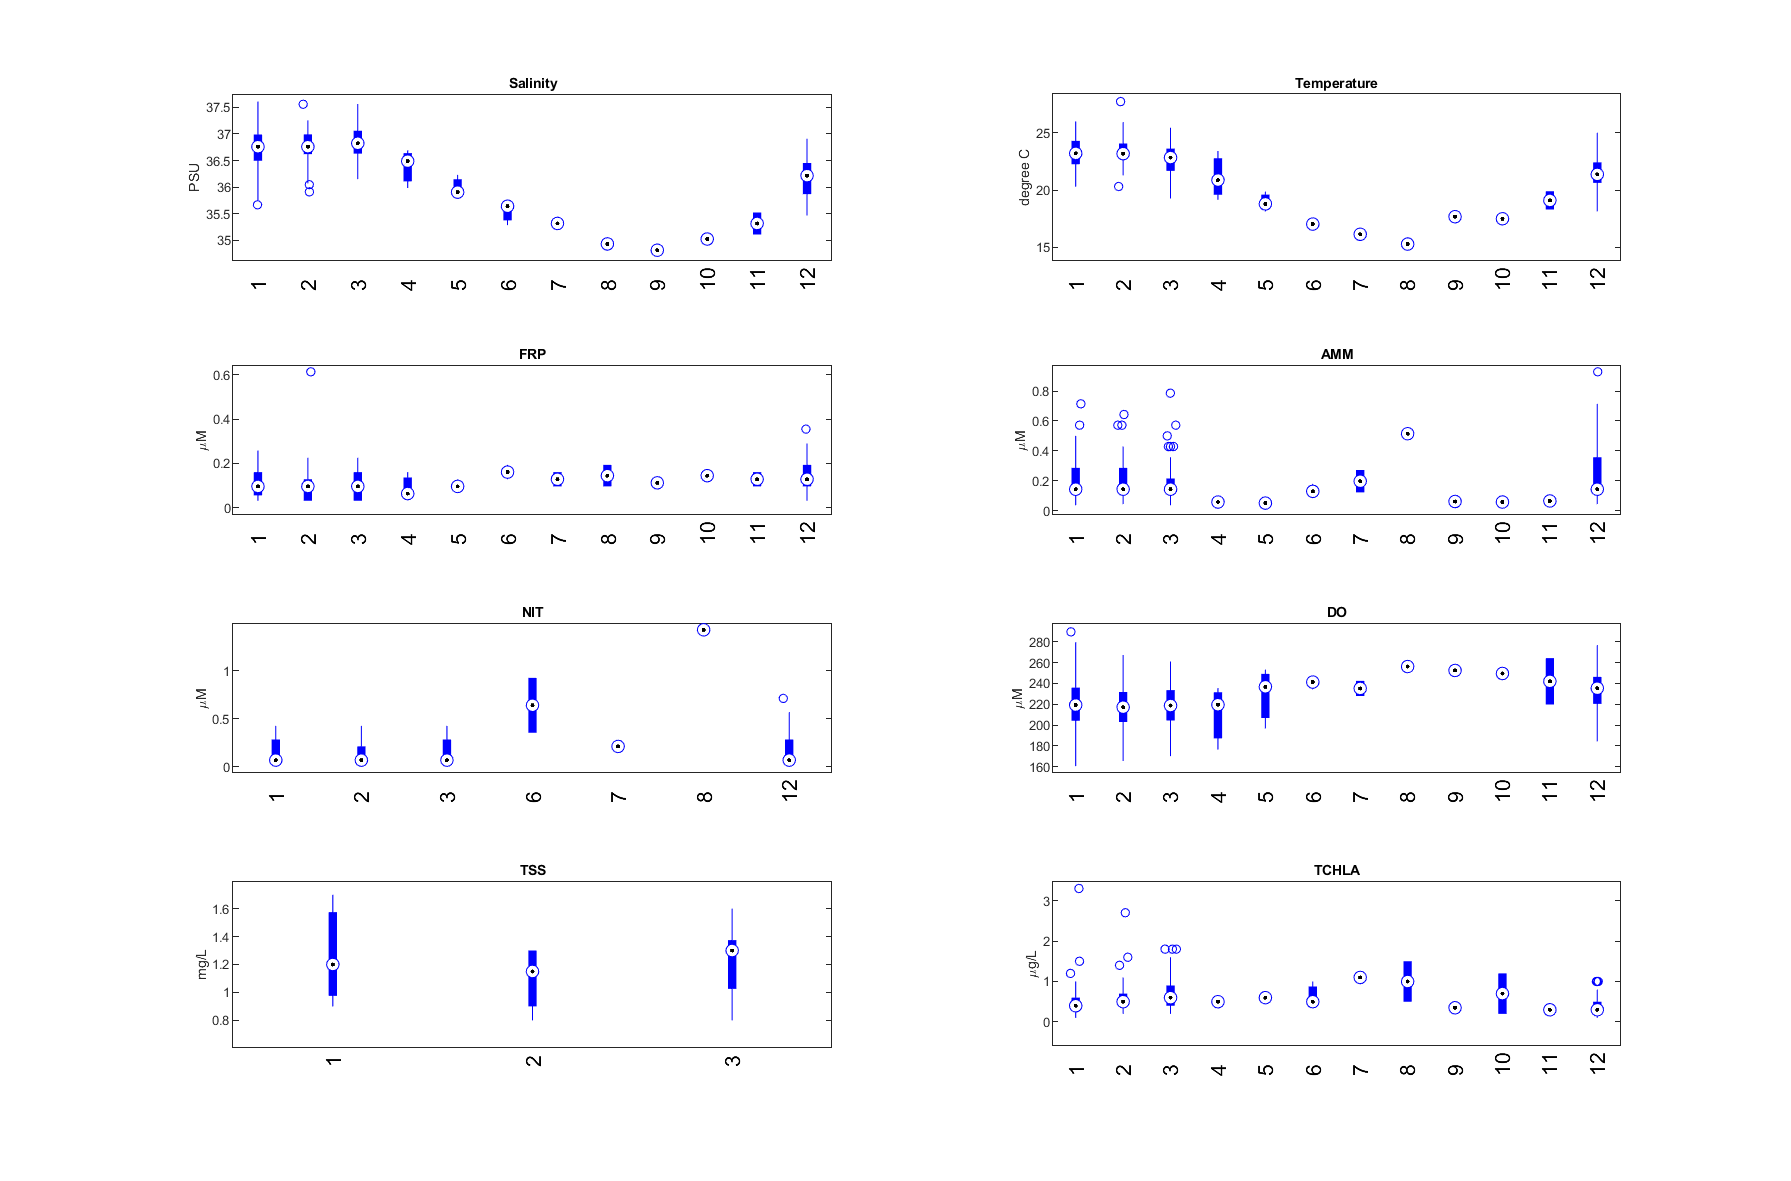 Salinity
PSU
37.5
37
36.5
36
35.5
35
1 2 3 4 5 6 7 8 9 10 11 12
Temperature
degree C
25
20
15
1 2 3 4 5 6 7 8 9 10 11 12
FRP
μM
0.6
0.4
0.2
0
1 2 3 4 5 6 7 8 9 10 11 12
AMM
μM
0.8
0.6
0.4
0.2
0
1 2 3 4 5 6 7 8 9 10 11 12
NIT
μM
1
0.5
0
1 2 3 6 7 8 12
DO
μM
280
260
240
220
200
180
160
1 2 3 4 5 6 7 8 9 10 11 12
TSS
mg/L
1.6
1.4
1.2
1
0.8
1 2 3
TCHLA
μg/L
3
2
1
0
1 2 3 4 5 6 7 8 9 10 11 12